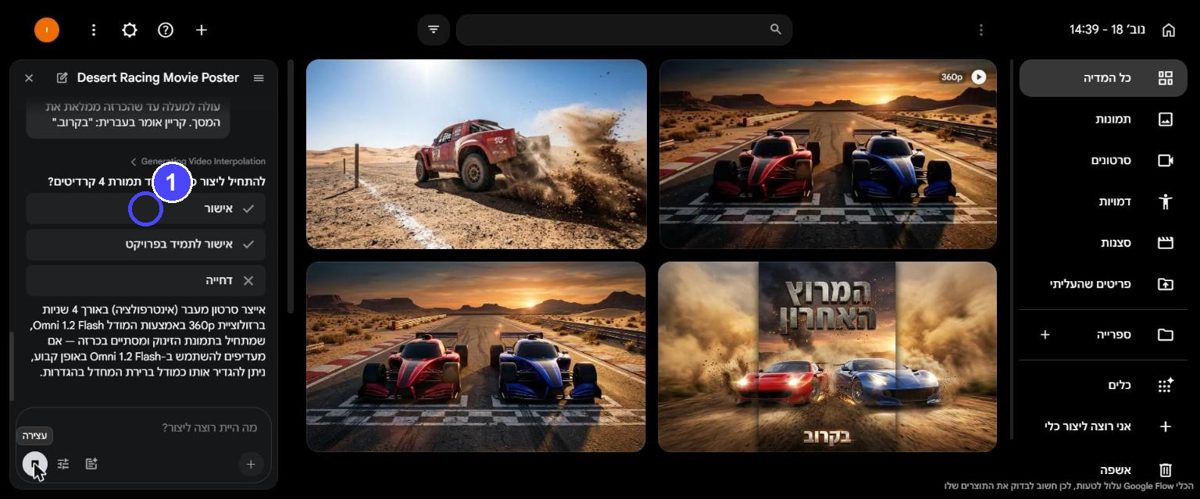 נוב׳ 18 - 14:39
Desert Racing Movie Poster
עולה למעלה עד שהכרזה ממלאת את
המסך. קריין אומר בעברית: "בקרוב."
Generating Video Interpolation
להתחיל ליצור
תמורת 4 קרדיטים?
1
אישור
אישור לתמיד בפרויקט
דחייה
אייצר סרטון מעבר (אינטרפולציה) באורך 4 שניות
ברזולוציית 360p באמצעות המודל Omni 1.2 Flash,
שמתחיל בתמונת הזינוק ומסתיים בכרזה — אם
מעדיפים להשתמש ב-Omni 1.2 Flash באופן קבוע,
ניתן להגדיר אותו כמודל ברירת המחדל בהגדרות.
מה היית רוצה ליצור?
עצירה
360p
המרוץ
האחרון
בקרוב
כל המדיה
תמונות
סרטונים
דמויות
סצנות
פריטים שהעליתי
ספרייה
כלים
אני רוצה ליצור כלי
אשפה
הכלי Google Flow עלול לטעות, לכן חשוב לבדוק את התוצרים שלו